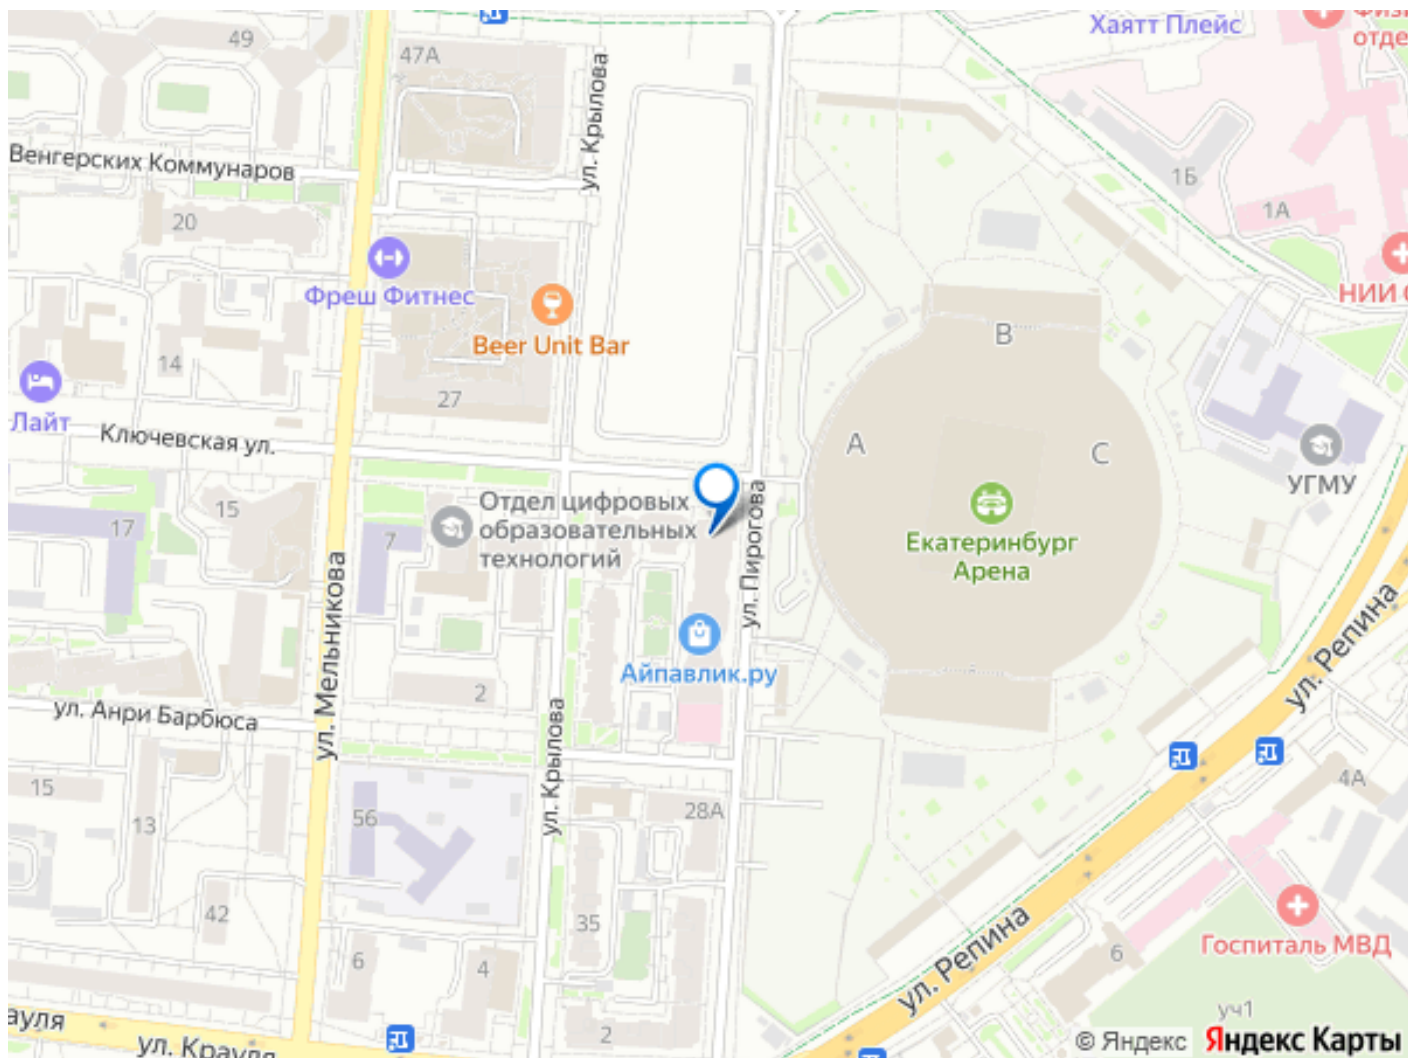 49
47А
ул. Крылова
Хаятт Плейс
отде
Венгерских Коммунаров
1Б
1А
20
НИИ
Фреш Фитнес
Beer Unit Bar
В
14
27
Лайт
Ключевская ул.
А
С
УГМУ
15
17
7
Отдел цифровых
образовательных
технологий
ул. Пирогова
Екатеринбург
Арена
ул. Мельникова
Айпавлик.ру
ул. Репина
2
ул. Анри Барбюса
ул. Крылова
15
13
56
28А
4А
42
35
6
4
ул. Репина
6
Госпиталь МВД
уч1
2
ауля
ул. Крауля
© Яндекс
Яндекс Карты